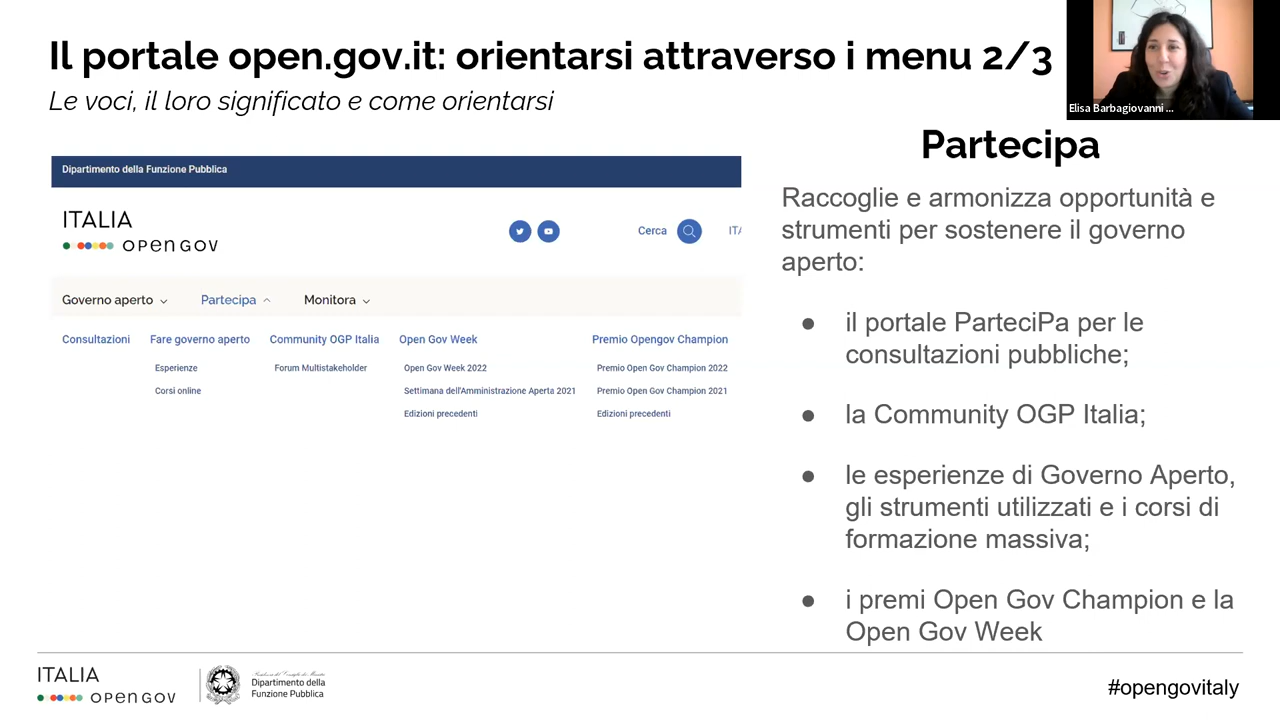 Il portale open.gov.it: orientarsi attraverso i menu 2/3
Le voci, il loro significato e come orientarsi
Elisa Barbagiovanni ...
Dipartimento della Funzione Pubblica
ITALIA
OPEN GOV
Cerca
ITA
Governo aperto
Partecipa
Monitora
Consultazioni
Fare governo aperto
Community OGP Italia
Open Gov Week
Premio Opengov Champion
Esperienze
Forum Multistakeholder
Open Gov Week 2022
Premio Open Gov Champion 2022
Corsi online
Settimana dell'Amministrazione Aperta 2021
Premio Open Gov Champion 2021
Edizioni precedenti
Edizioni precedenti
Partecipa
Raccoglie e armonizza opportunità e
strumenti per sostenere il governo
aperto:
● il portale ParteciPa per le
consultazioni pubbliche;
● la Community OGP Italia;
● le esperienze di Governo Aperto,
gli strumenti utilizzati e i corsi di
formazione massiva;
● i premi Open Gov Champion e la
Open Gov Week
ITALIA
OPEN GOV
Dipartimento della
Funzione Pubblica
#opengovitaly